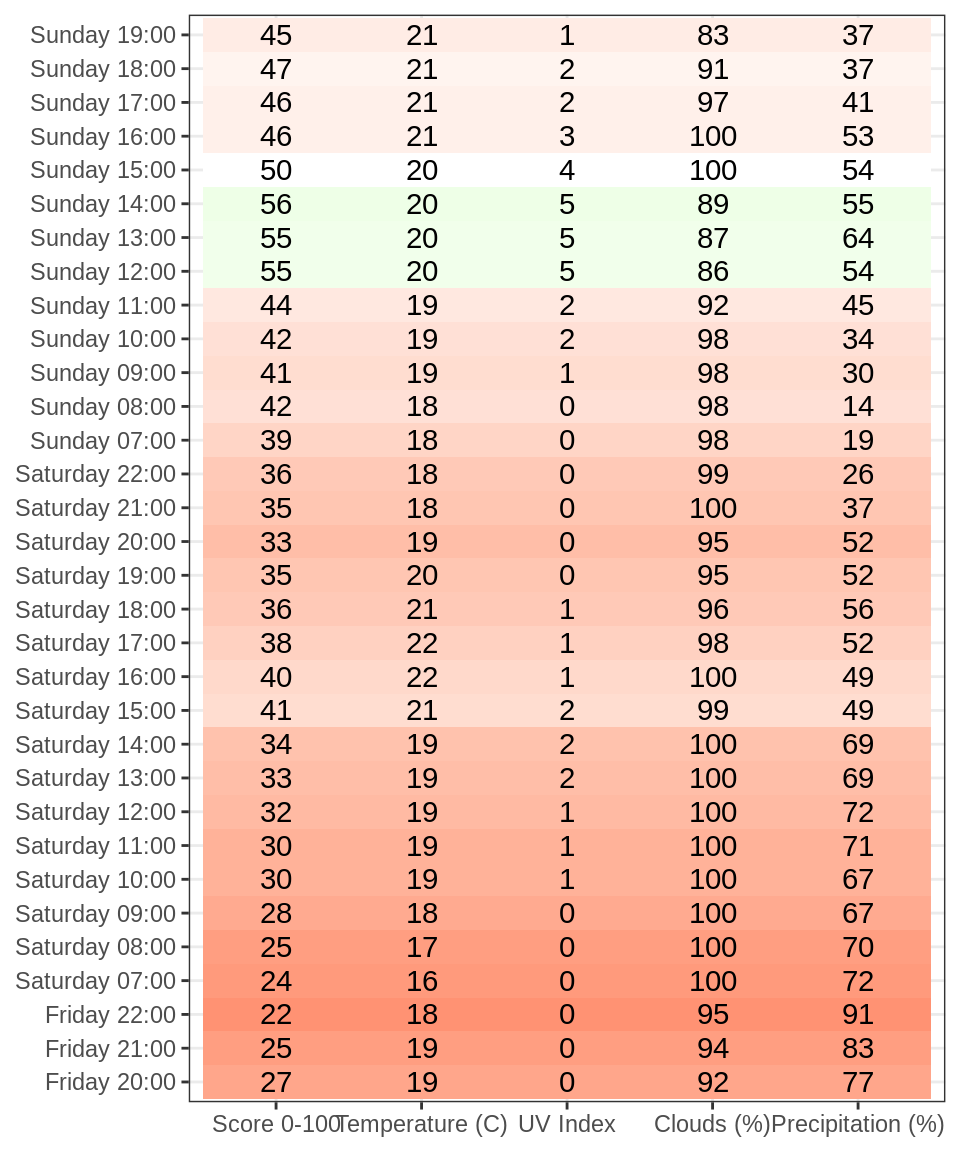 Sunday 19:00 45 21 1 83 37
Sunday 18:00 47 21 2 91 37
Sunday 17:00 46 21 2 97 41
Sunday 16:00 46 21 3 100 53
Sunday 15:00 50 20 4 100 54
Sunday 14:00 56 20 5 89 55
Sunday 13:00 55 20 5 87 64
Sunday 12:00 55 20 5 86 54
Sunday 11:00 44 19 2 92 45
Sunday 10:00 42 19 2 98 34
Sunday 09:00 41 19 1 98 30
Sunday 08:00 42 18 0 98 14
Sunday 07:00 39 18 0 98 19
Saturday 22:00 36 18 0 99 26
Saturday 21:00 35 18 0 100 37
Saturday 20:00 33 19 0 95 52
Saturday 19:00 35 20 0 95 52
Saturday 18:00 36 21 1 96 56
Saturday 17:00 38 22 1 98 52
Saturday 16:00 40 22 1 100 49
Saturday 15:00 41 21 2 99 49
Saturday 14:00 34 19 2 100 69
Saturday 13:00 33 19 2 100 69
Saturday 12:00 32 19 1 100 72
Saturday 11:00 30 19 1 100 71
Saturday 10:00 30 19 1 100 67
Saturday 09:00 28 18 0 100 67
Saturday 08:00 25 17 0 100 70
Saturday 07:00 24 16 0 100 72
Friday 22:00 22 18 0 95 91
Friday 21:00 25 19 0 94 83
Friday 20:00 27 19 0 92 77
Score 0-100 Temperature (C) UV Index Clouds (%) Precipitation (%)